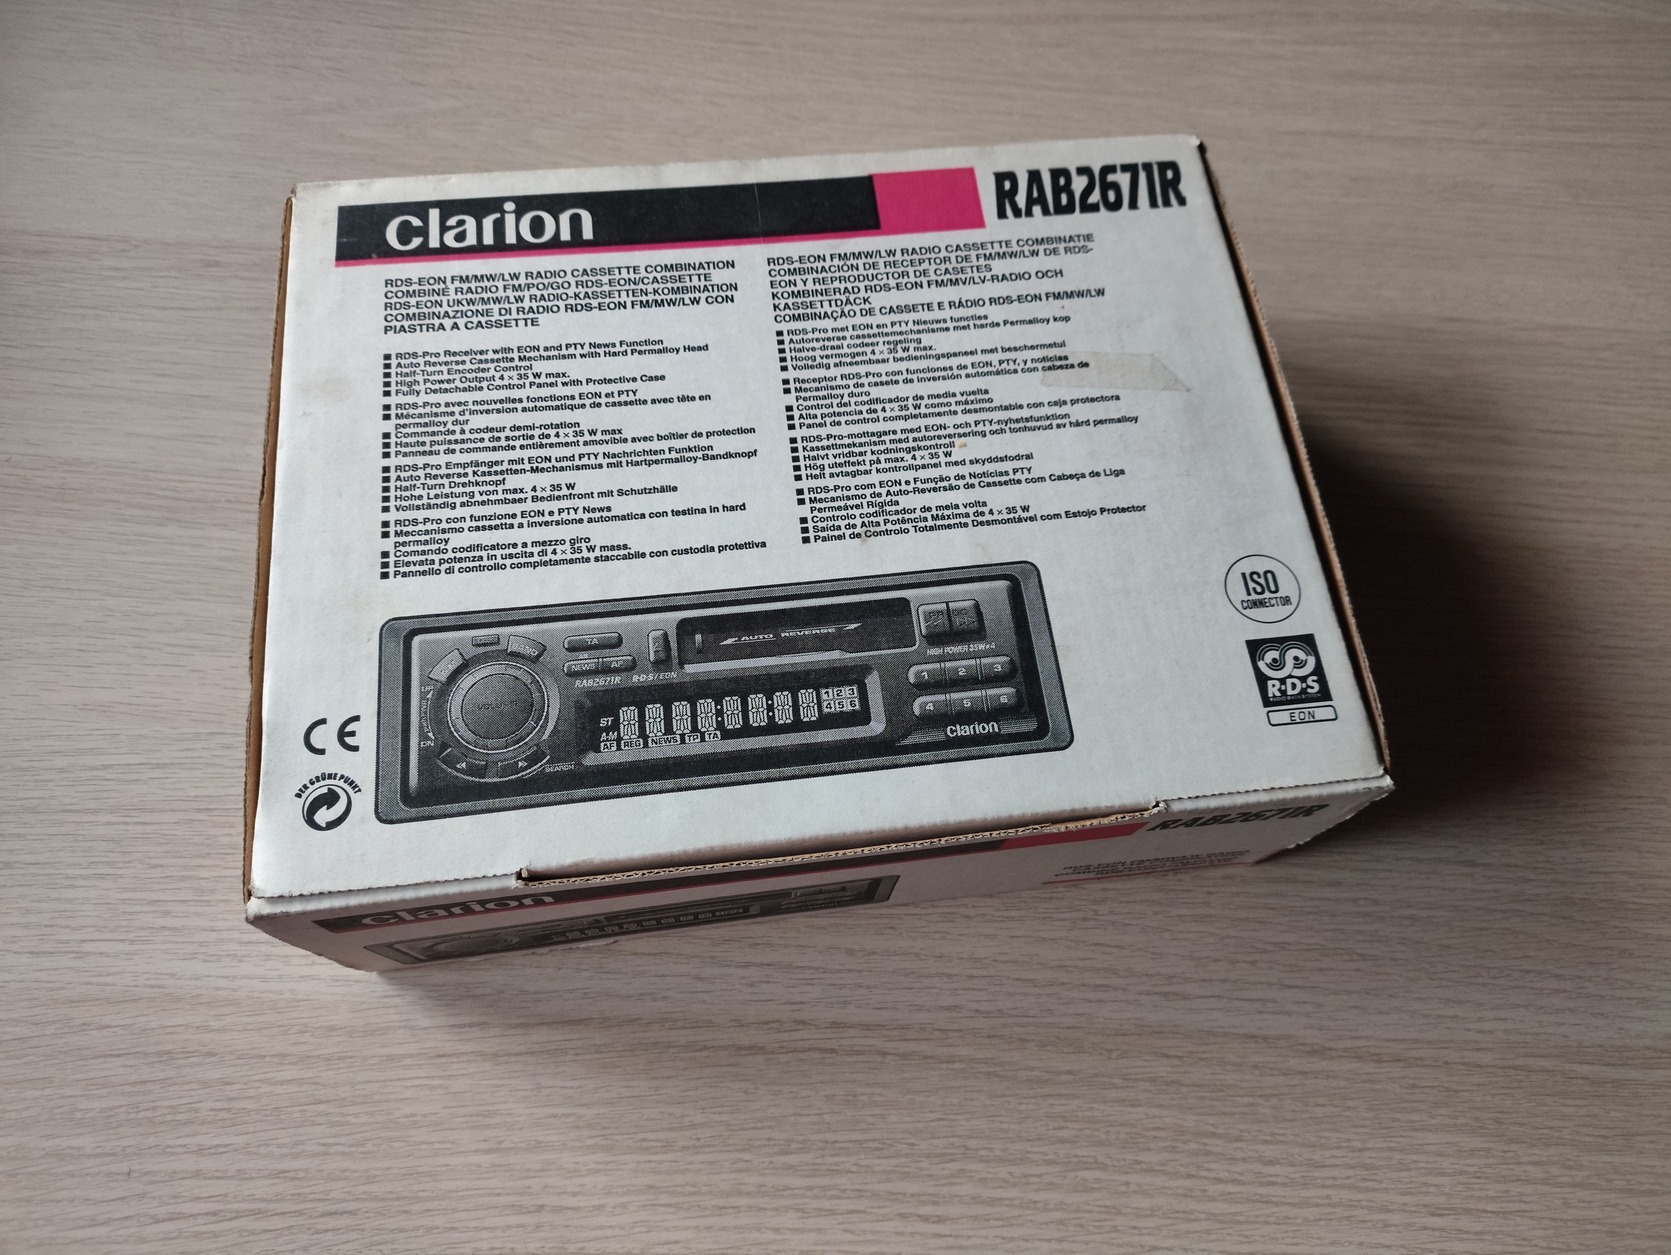 clarion
RAB2671R
RDS-EON FM/MW/LW RADIO CASSETTE COMBINATION
COMBINÉ RADIO FM/PO/GO RDS-EON/CASSETTE
RDS-EON UKW/MW/LW RADIO-KASSETTEN-KOMBINATION
COMBINAZIONE DI RADIO RDS-EON FM/MW/LW CON
PIASTRA A CASSETTE
■ RDS-Pro Receiver with EON and PTY News Function
■ Auto Reverse Cassette Mechanism with Hard Permalloy Head
■ Half-Turn Encoder Control
■ High Power Output 4 × 35 W max.
■ Fully Detachable Control Panel with Protective Case
■ RDS-Pro avec nouvelles fonctions EON et PTY
■ Mécanisme d'inversion automatique de cassette avec tête en
permalloy dur
■ Commande à codeur demi-rotation
■ Haute puissance de sortie de 4 × 35 W max
■ Panneau de commande entièrement amovible avec boîtier de protection
■ RDS-Pro Empfänger mit EON und PTY Nachrichten Funktion
■ Auto Reverse Kassetten-Mechanismus mit Hartpermalloy-Bandknopf
■ Half-Turn Drehknopf
■ Hohe Leistung von max. 4 × 35 W
■ Vollständig abnehmbaer Bedienfront mit Schutzhälle
■ RDS-Pro con funzione EON e PTY News
■ Meccanismo cassetta a inversione automatica con testina in hard
permalloy
■ Comando codificatore a mezzo giro
■ Elevata potenza in uscita di 4 × 35 W mass.
■ Pannello di controllo completamente staccabile con custodia protettiva
RDS-EON FM/MW/LW RADIO CASSETTE COMBINATIE
COMBINACIÓN DE RECEPTOR DE FM/MW/LW DE RDS-
EON Y REPRODUCTOR DE CASETES
KOMBINERAD RDS-EON FM/MV/LV-RADIO OCH
KASSETTDÄCK
COMBINAÇÃO DE CASSETE E RÁDIO RDS-EON FM/MW/LW
■ RDS-Pro met EON en PTY Nieuws functies
■ Autoreverse cassettemechanisme met harde Permalloy kop
■ Halve-draai codeer regeling
■ Hoog vermogen 4 × 35 W max.
■ Volledig afneembaar bedieningspaneel met beschermetui
■ Receptor RDS-Pro con funciones de EON, PTY, y noticias
■ Mecanismo de casete de inversión automática con cabeza de
Permalloy duro
■ Control del codificador de media vuelta
■ Alta potencia de 4 × 35 W como máximo
■ Panel de control completamente desmontable con caja protectora
■ RDS-Pro-mottagare med EON- och PTY-nyhetsfunktion
■ Kassettmekanism med autoreversering och tonhuvud av hård permalloy
■ Halvt vridbar kodningskontroll
■ Hög uteffekt på max. 4 × 35 W
■ Helt avtagbar kontrollpanel med skyddsfodral
■ RDS-Pro com EON e Função de Notícias PTY
■ Mecanismo de Auto-Reversão de Cassette com Cabeça de Liga
Permeável Rígida
■ Controlo codificador de meia volta
■ Saída de Alta Potência Máxima de 4 × 35 W
■ Painel de Controlo Totalmente Desmontável com Estojo Protector
ISO
CONNECTOR
R·D·S
RADIO DATA SYSTEM
EON
CE
DER GRÜNE PUNKT
BAND
TA
NEWS AF
RAB2671R R·D·S/EON
AUTO REVERSE
HIGH POWER 35W×4
1 2 3
4 5 6
VOLUME
UP
DN
SEARCH
ST
A-M
AF REG NEWS TP TA
1 2 3
4 5 6
clarion
clarion
RAB2671R